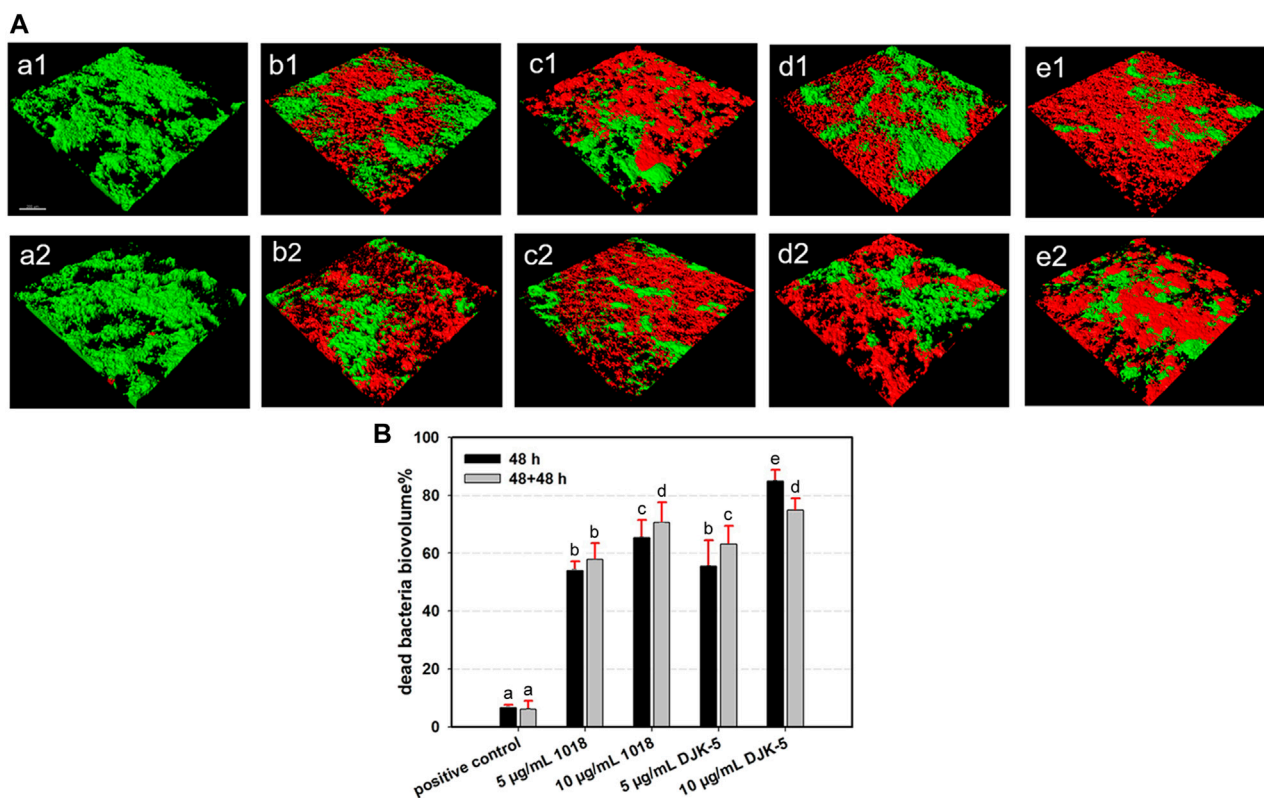 A
a1 b1 c1 d1 e1
a2 b2 c2 d2 e2
B
100
80
60
40
20
0
dead bacteria biovolume%
48 h
48+48 h
a a b b c d b c e d
positive control
5 µg/mL 1018
10 µg/mL 1018
5 µg/mL DJK-5
10 µg/mL DJK-5